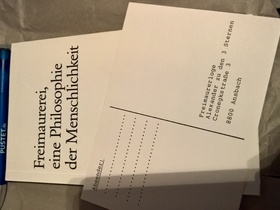 Freimaurerei,
eine Philosophie
der Menschlichkeit
Freimaurerloge
Alexander zu den 3 Sternen
Cronegkstraße 3
8800 Ansbach
Absender:
PUSTET